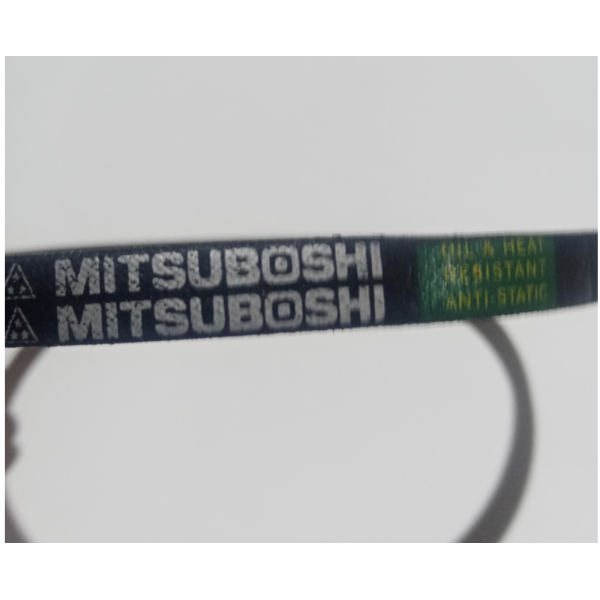 MITSUBOSHI
MITSUBOSHI
OIL & HEAT
RESISTANT
ANTI-STATIC